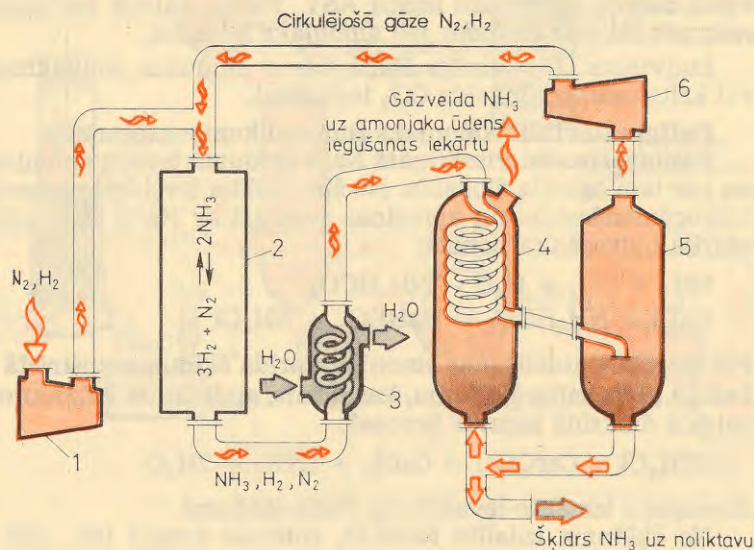 Cirkulējošā gāze N₂,H₂
6
Gāzveida NH₃
uz amonjaka ūdens
iegūšanas iekārtu
3H₂ + N₂ ⇄ 2NH₃
2
4
5
N₂,H₂
H₂O
H₂O
3
1
NH₃,H₂,N₂
Šķidrs NH₃ uz noliktavu